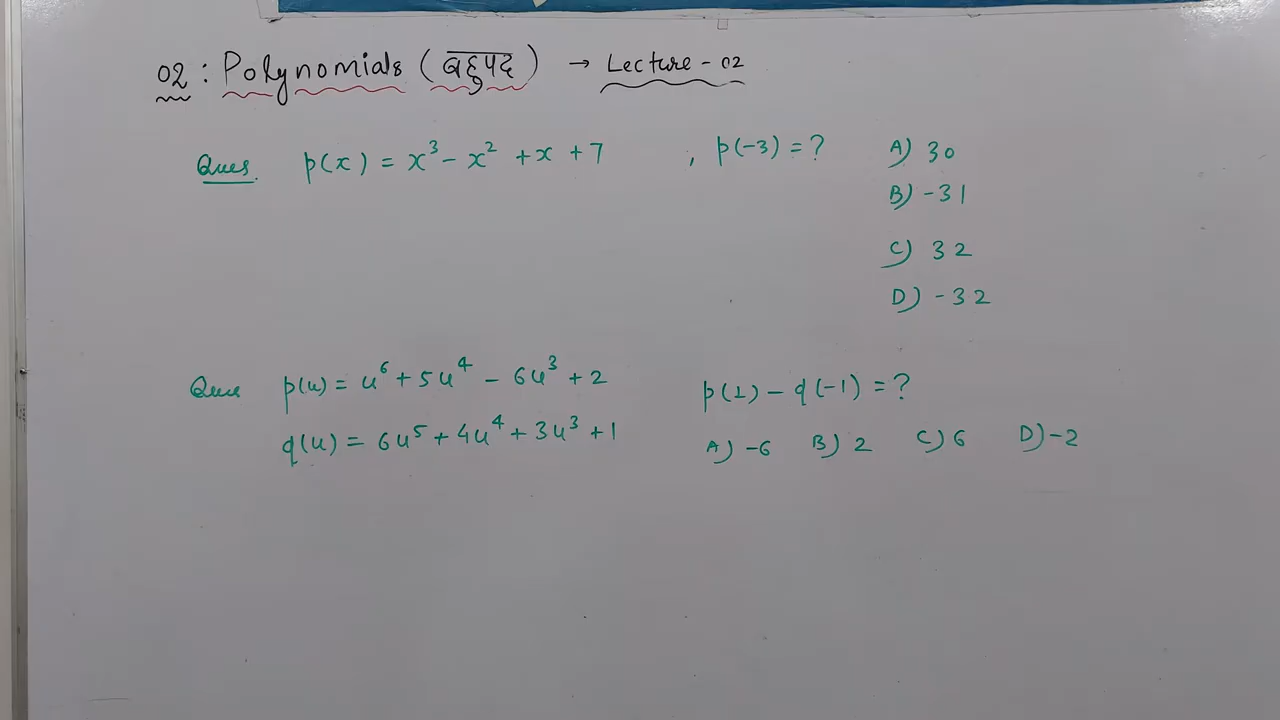 02 : Polynomials (बहुपद) → Lecture - 02
Ques. p(x) = x³ - x² + x + 7 , p(-3) = ? A) 30
B) -31
C) 32
D) -32
Ques p(u) = u⁶ + 5u⁴ - 6u³ + 2 p(1) - q(-1) = ?
q(u) = 6u⁵ + 4u⁴ + 3u³ + 1 A) -6 B) 2 C) 6 D) -2